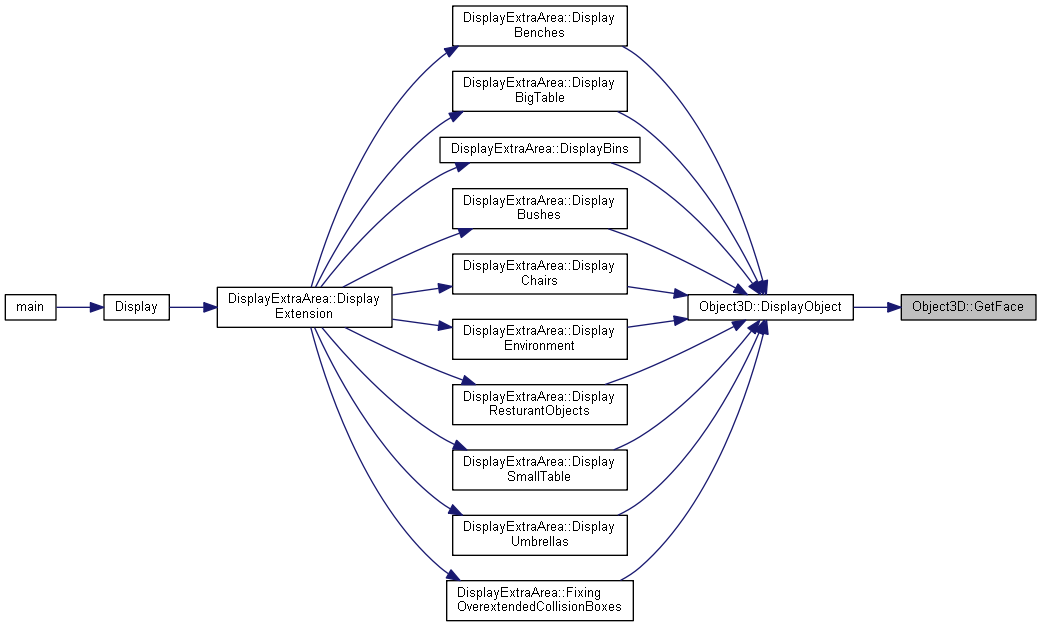 main
Display
DisplayExtraArea::Display
Extension
DisplayExtraArea::Display
Benches
DisplayExtraArea::Display
BigTable
DisplayExtraArea::DisplayBins
DisplayExtraArea::Display
Bushes
DisplayExtraArea::Display
Chairs
DisplayExtraArea::Display
Environment
DisplayExtraArea::Display
ResturantObjects
DisplayExtraArea::Display
SmallTable
DisplayExtraArea::Display
Umbrellas
DisplayExtraArea::Fixing
OverextendedCollisionBoxes
Object3D::DisplayObject
Object3D::GetFace